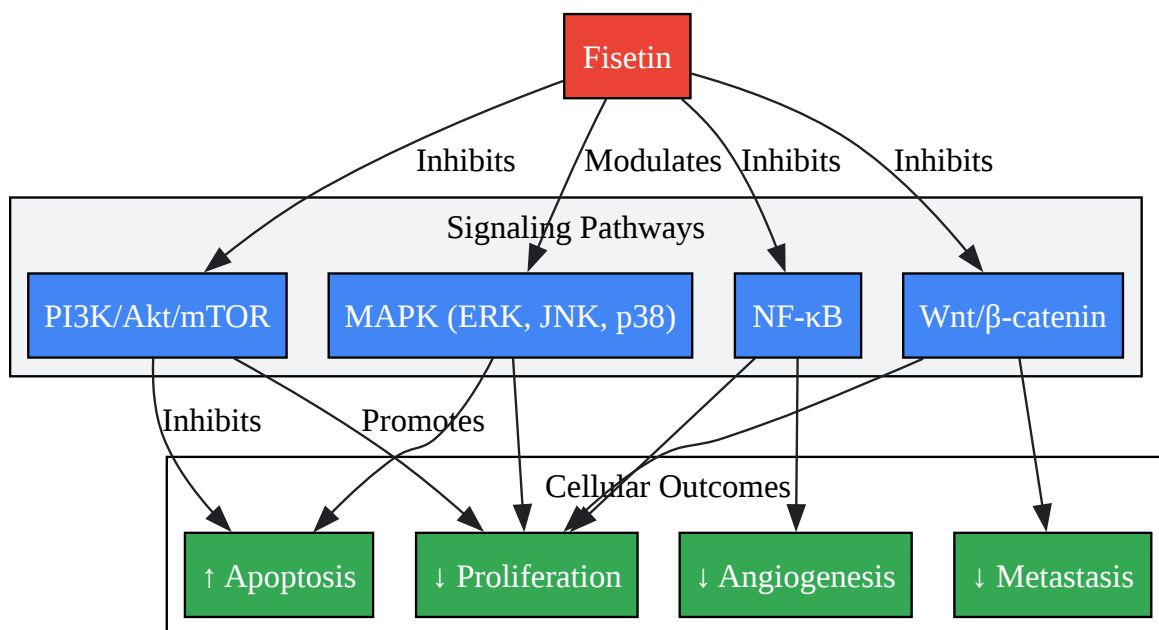 Fisetin
Inhibits
Modulates
Inhibits
Inhibits
Signaling Pathways
PI3K/Akt/mTOR
MAPK (ERK, JNK, p38)
NF-κB
Wnt/β-catenin
Inhibits
Promotes
Cellular Outcomes
↑ Apoptosis
↓ Proliferation
↓ Angiogenesis
↓ Metastasis